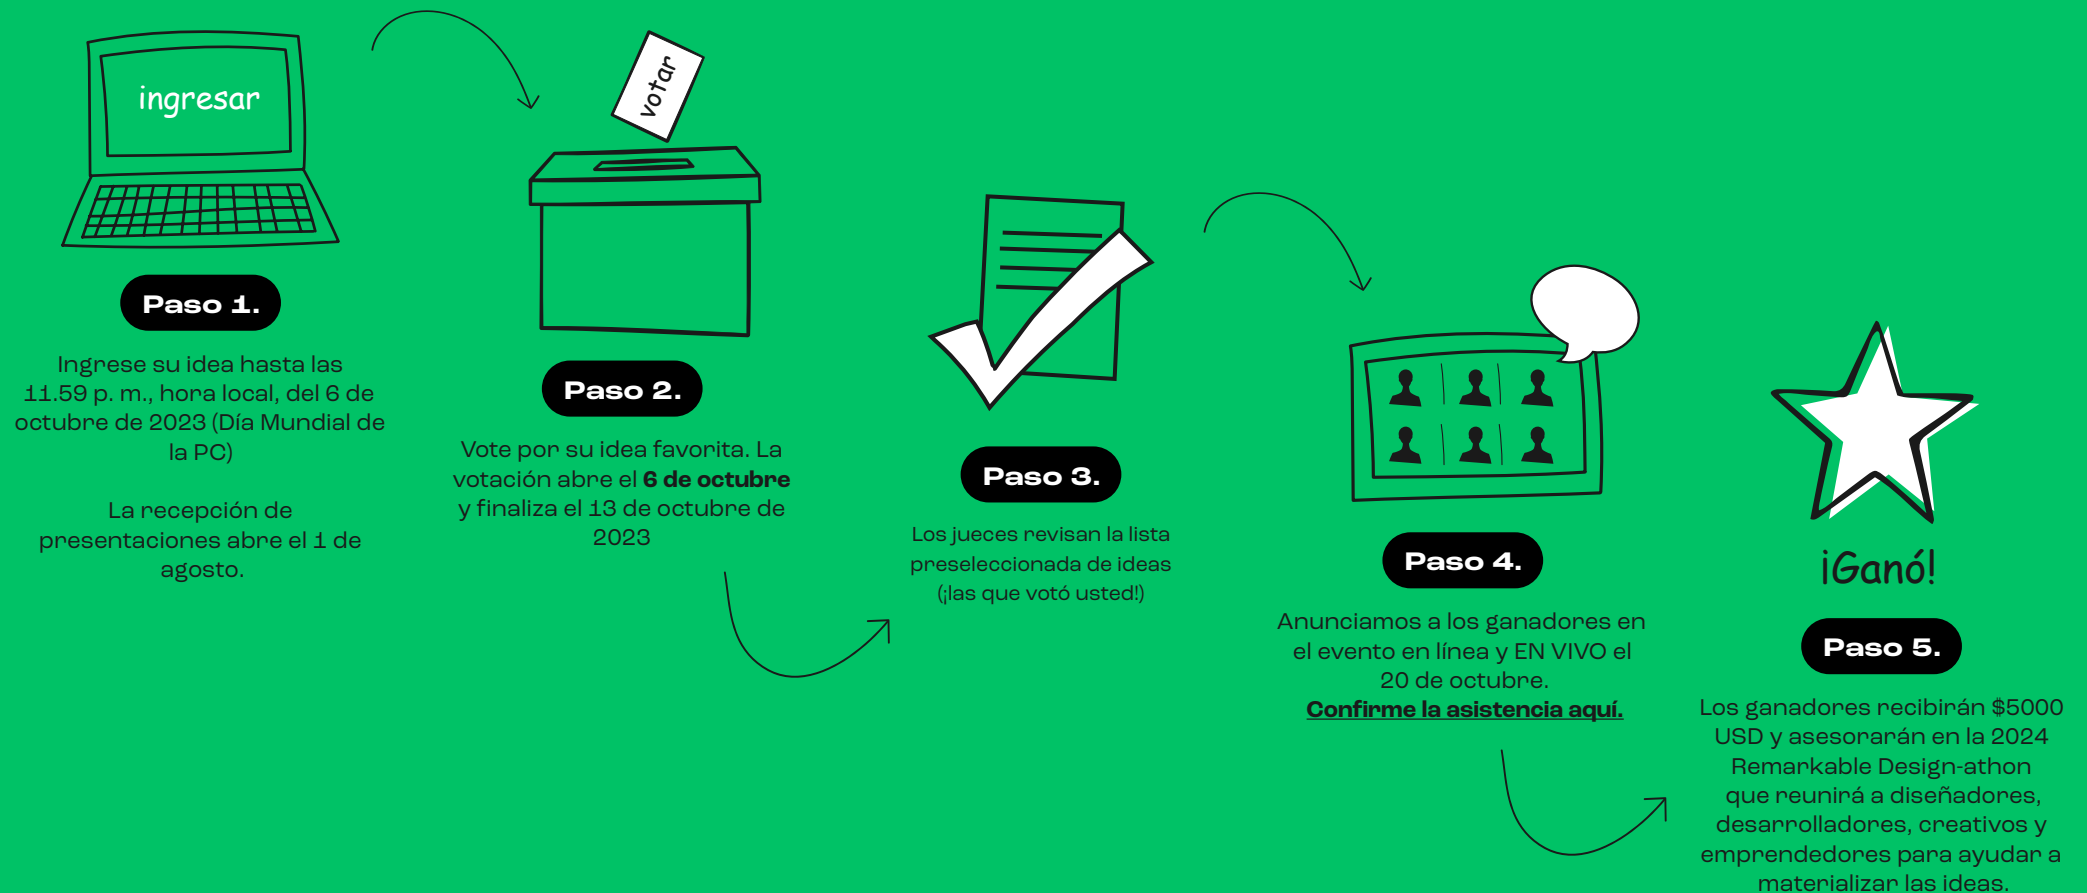 ingresar
Paso 1.
Ingrese su idea hasta las
11.59 p. m., hora local, del 6 de
octubre de 2023 (Día Mundial de
la PC)
La recepción de
presentaciones abre el 1 de
agosto.
votar
Paso 2.
Vote por su idea favorita. La
votación abre el 6 de octubre
y finaliza el 13 de octubre de
2023
Paso 3.
Los jueces revisan la lista
preseleccionada de ideas
(¡las que votó usted!)
Paso 4.
Anunciamos a los ganadores en
el evento en línea y EN VIVO el
20 de octubre.
Confirme la asistencia aquí.
¡Ganó!
Paso 5.
Los ganadores recibirán $5000
USD y asesorarán en la 2024
Remarkable Design-athon
que reunirá a diseñadores,
desarrolladores, creativos y
emprendedores para ayudar a
materializar las ideas.